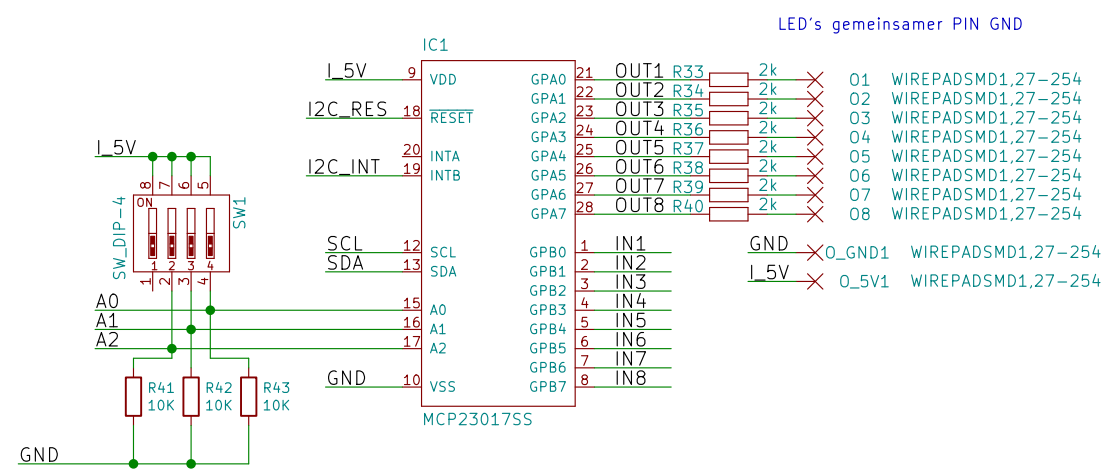 LED's gemeinsamer PIN GND
IC1
I_5V 9 VDD GPA0 21 OUT1 R33 2k O1 WIREPADSMD1,27-254
GPA1 22 OUT2 R34 O2 WIREPADSMD1,27-254
I2C_RES 18 RESET GPA2 23 OUT3 R35 O3 WIREPADSMD1,27-254
GPA3 24 OUT4 R36 O4 WIREPADSMD1,27-254
I_5V 20 INTA GPA4 25 OUT5 R37 O5 WIREPADSMD1,27-254
I2C_INT 19 INTB GPA5 26 OUT6 R38 O6 WIREPADSMD1,27-254
8 7 6 5 GPA6 27 OUT7 R39 O7 WIREPADSMD1,27-254
ON GPA7 28 OUT8 R40 2k O8 WIREPADSMD1,27-254
SW_DIP-4
SW1
SCL 12 SCL GPB0 1 IN1 GND O_GND1 WIREPADSMD1,27-254
1 2 3 4 SDA 13 SDA GPB1 2 IN2 I_5V O_5V1 WIREPADSMD1,27-254
1 2 3 4 GPB2 3 IN3
A0 15 A0 GPB3 4 IN4
A1 16 A1 GPB4 5 IN5
A2 17 A2 GPB5 6 IN6
GPB6 7 IN7
GND 10 VSS GPB7 8 IN8
R41 R42 R43
10K 10K 10K
MCP23017SS
GND